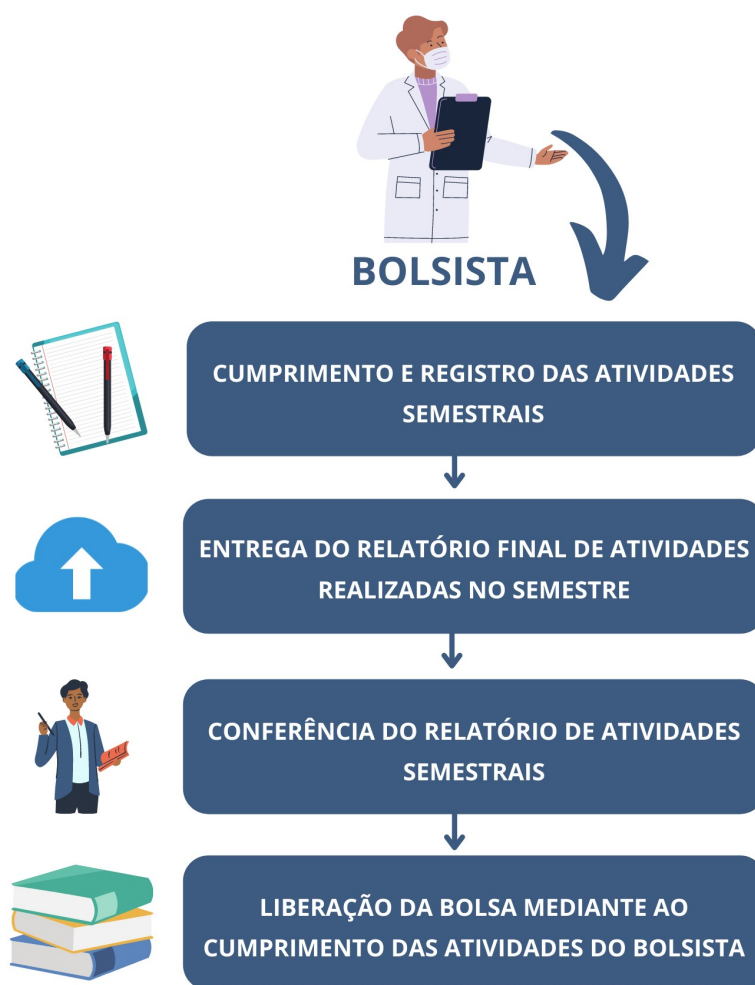 BOLSISTA
CUMPRIMENTO E REGISTRO DAS ATIVIDADES
SEMESTRAIS
ENTREGA DO RELATÓRIO FINAL DE ATIVIDADES
REALIZADAS NO SEMESTRE
CONFERÊNCIA DO RELATÓRIO DE ATIVIDADES
SEMESTRAIS
LIBERAÇÃO DA BOLSA MEDIANTE AO
CUMPRIMENTO DAS ATIVIDADES DO BOLSISTA